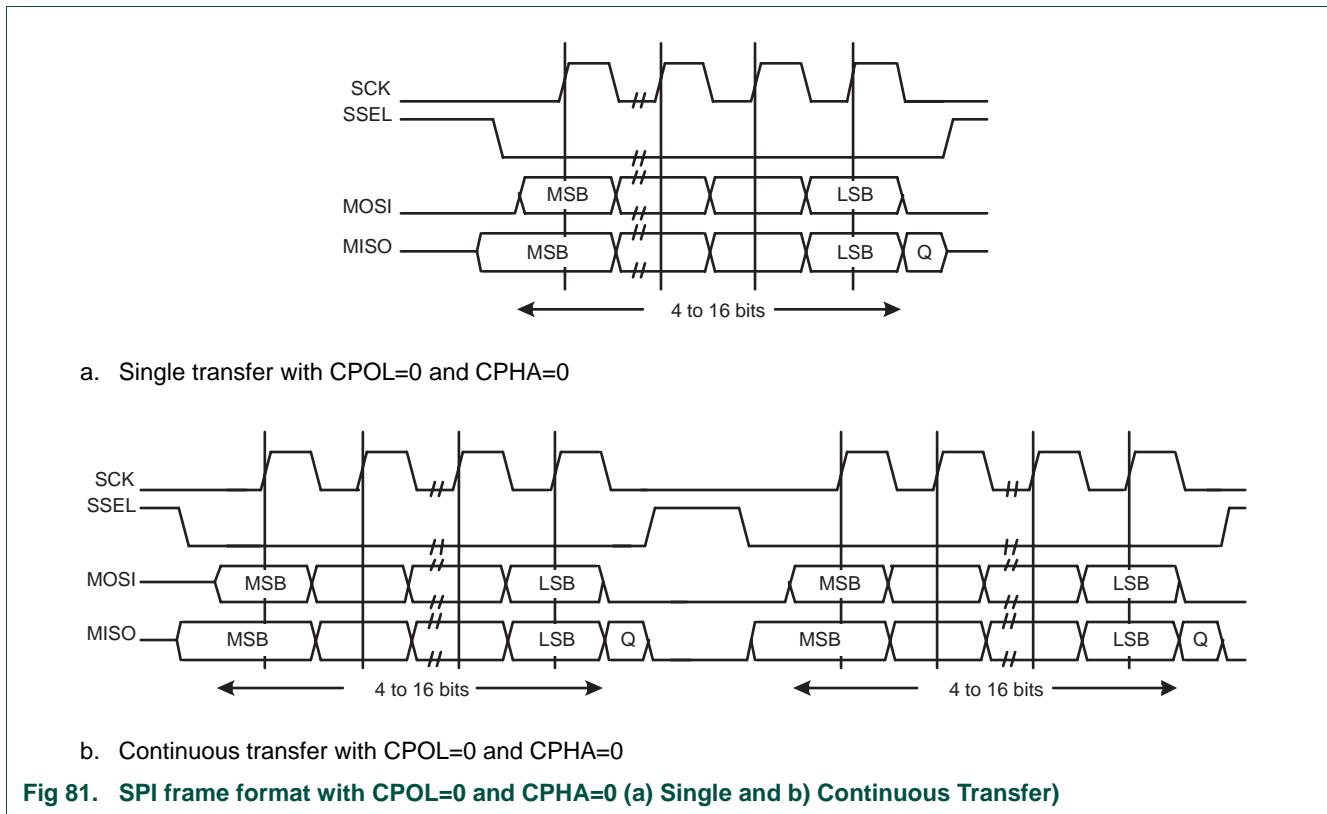 SCK
SSEL
MOSI MSB LSB
MISO MSB LSB Q
4 to 16 bits
a. Single transfer with CPOL=0 and CPHA=0
SCK
SSEL
MOSI MSB LSB MSB LSB
MISO MSB LSB Q MSB LSB Q
4 to 16 bits 4 to 16 bits
b. Continuous transfer with CPOL=0 and CPHA=0
Fig 81. SPI frame format with CPOL=0 and CPHA=0 (a) Single and b) Continuous Transfer)